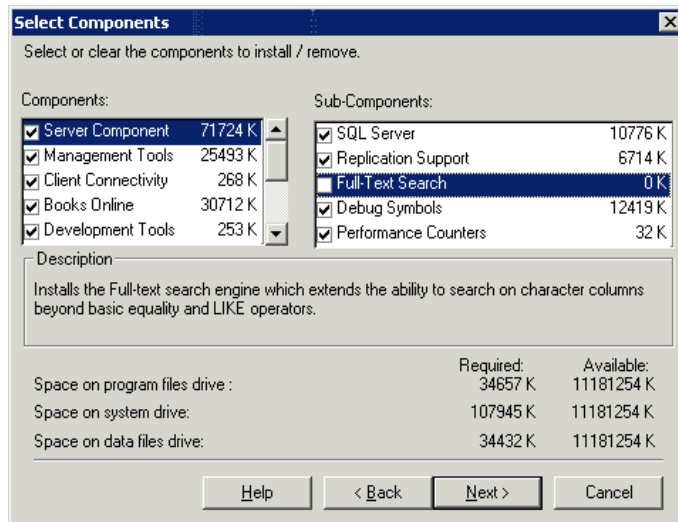 Select Components
Select or clear the components to install / remove.
Components:
Server Component 71724 K
Management Tools 25493 K
Client Connectivity 268 K
Books Online 30712 K
Development Tools 253 K
Sub-Components:
SQL Server 10776 K
Replication Support 6714 K
Full-Text Search 0 K
Debug Symbols 12419 K
Performance Counters 32 K
Description
Installs the Full-text search engine which extends the ability to search on character columns
beyond basic equality and LIKE operators.
Required: Available:
Space on program files drive : 34657 K 11181254 K
Space on system drive: 107945 K 11181254 K
Space on data files drive: 34432 K 11181254 K
Help < Back Next > Cancel